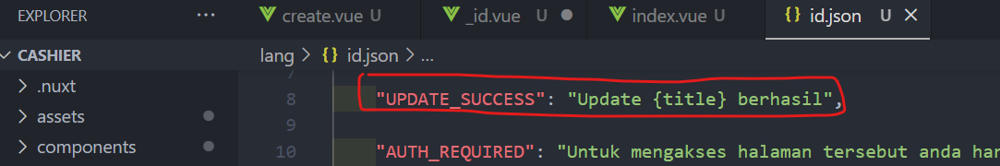 EXPLORER
create.vue U
_id.vue U
index.vue U
{} id.json U
CASHIER
lang > {} id.json > ...
.nuxt
8 "UPDATE_SUCCESS": "Update {title} berhasil",
assets
9
components
10 "AUTH_REQUIRED": "Untuk mengakses halaman tersebut anda har